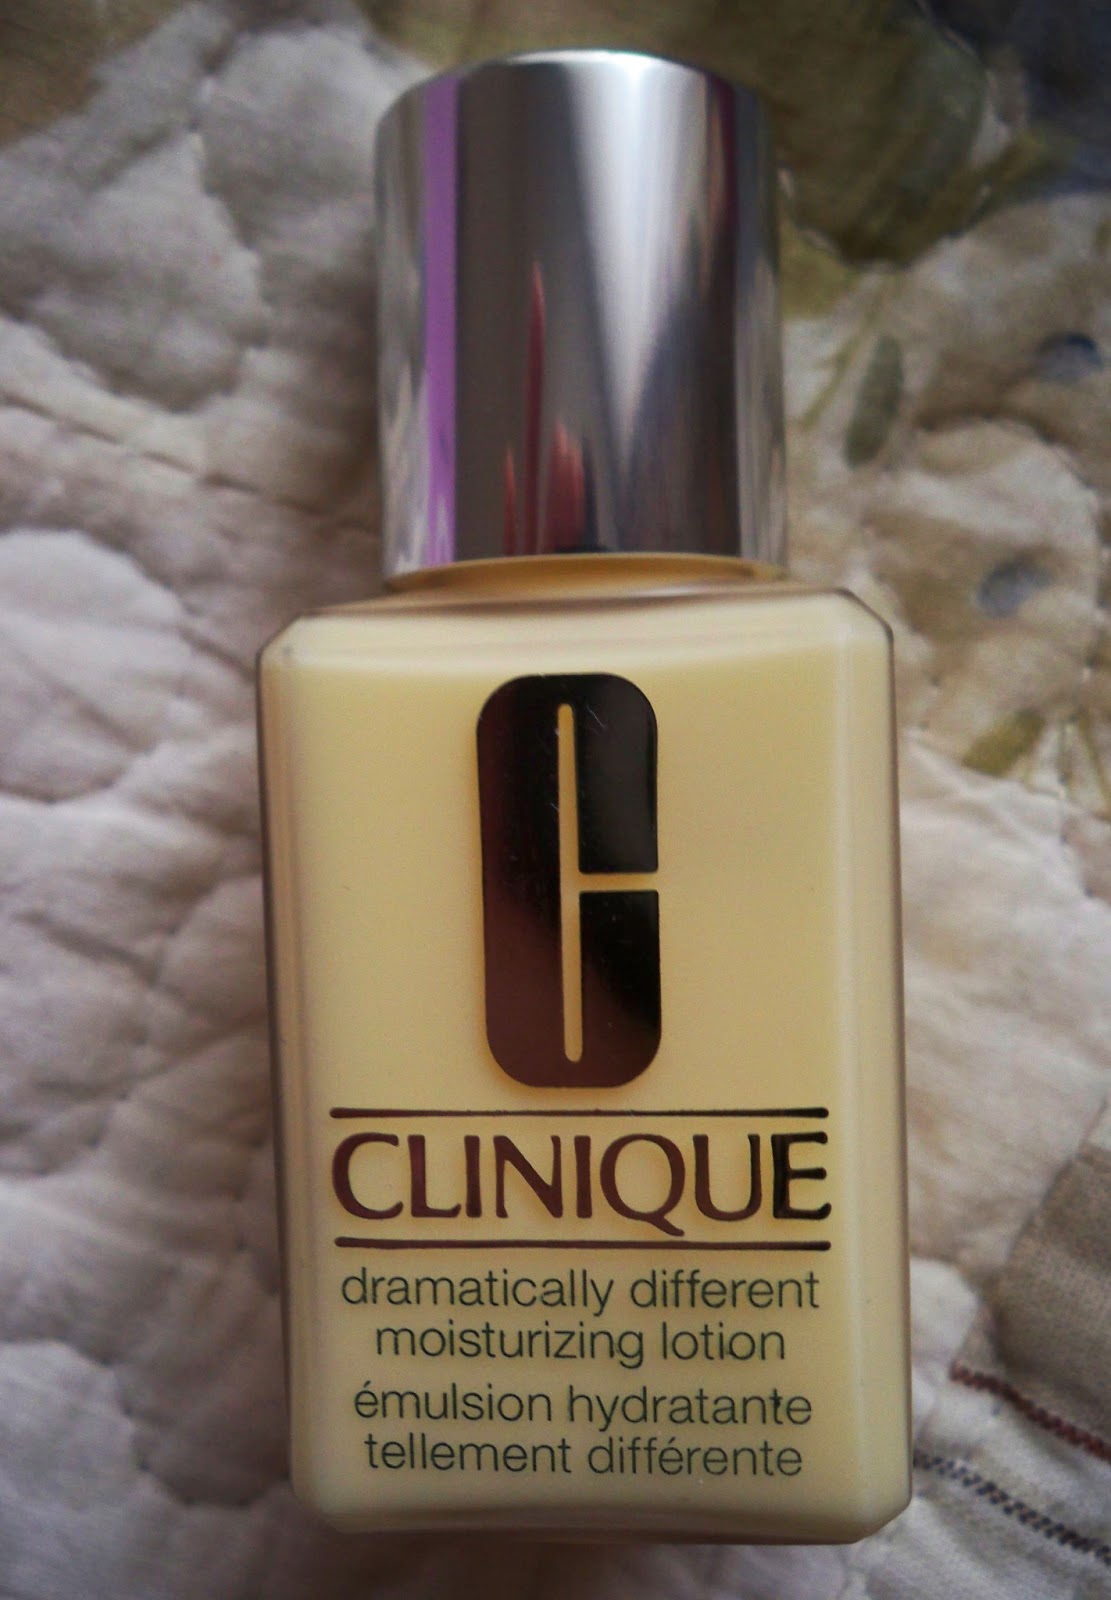 C
CLINIQUE
dramatically different
moisturizing lotion
émulsion hydratante
tellement différente